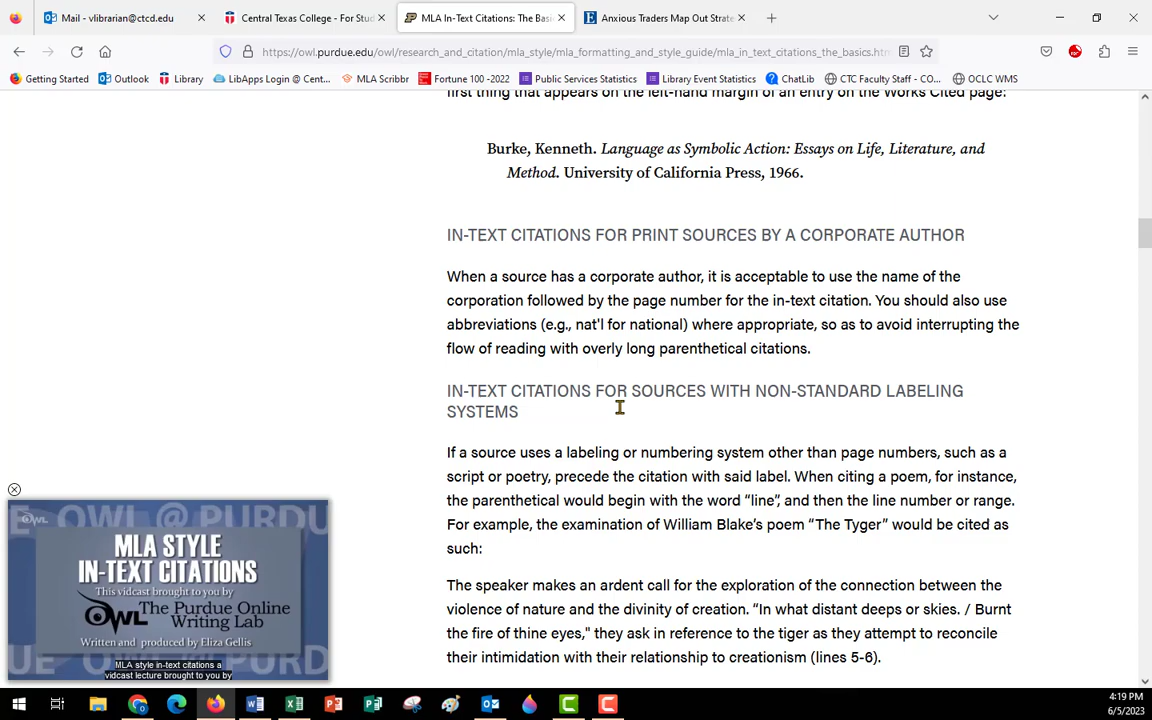 Mail - vlibrarian@ctcd.edu
Central Texas College - For Stud
MLA In-Text Citations: The Basi
Anxious Traders Map Out Strate
https://owl.purdue.edu/owl/research_and_citation/mla_style/mla_formatting_and_style_guide/mla_in_text_citations_the_basics.htm
Getting Started
Outlook
Library
LibApps Login @ Cent...
MLA Scribbr
Fortune 100 -2022
Public Services Statistics
Library Event Statistics
ChatLib
CTC Faculty Staff - CO...
OCLC WMS
first thing that appears on the left-hand margin of an entry on the Works Cited page:
Burke, Kenneth. Language as Symbolic Action: Essays on Life, Literature, and
Method. University of California Press, 1966.
IN-TEXT CITATIONS FOR PRINT SOURCES BY A CORPORATE AUTHOR
When a source has a corporate author, it is acceptable to use the name of the
corporation followed by the page number for the in-text citation. You should also use
abbreviations (e.g., nat'l for national) where appropriate, so as to avoid interrupting the
flow of reading with overly long parenthetical citations.
IN-TEXT CITATIONS FOR SOURCES WITH NON-STANDARD LABELING
SYSTEMS
If a source uses a labeling or numbering system other than page numbers, such as a
script or poetry, precede the citation with said label. When citing a poem, for instance,
the parenthetical would begin with the word “line”, and then the line number or range.
For example, the examination of William Blake’s poem “The Tyger” would be cited as
such:
The speaker makes an ardent call for the exploration of the connection between the
violence of nature and the divinity of creation. “In what distant deeps or skies. / Burnt
the fire of thine eyes," they ask in reference to the tiger as they attempt to reconcile
their intimidation with their relationship to creationism (lines 5-6).
OWL @ PURDU
MLA STYLE
IN-TEXT CITATIONS
This vidcast brought to you by
OWL The Purdue Online
Writing Lab
Written and produced by Eliza Gellis
MLA style in-text citations a
vidcast lecture brought to you by
4:19 PM
6/5/2023